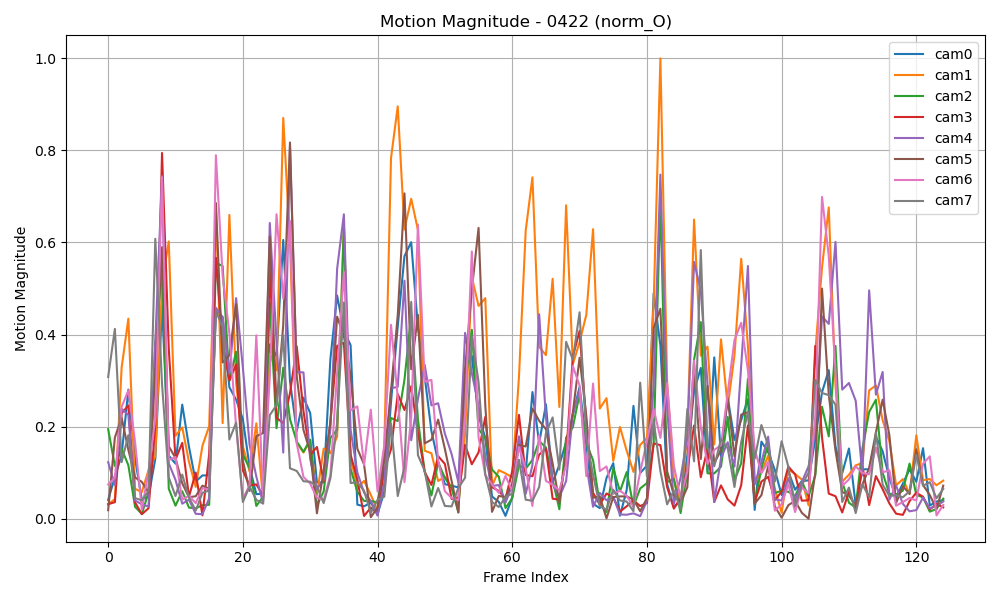 Motion Magnitude - 0422 (norm_O)
Motion Magnitude
1.0
0.8
0.6
0.4
0.2
0.0
0 20 40 60 80 100 120
Frame Index
cam0
cam1
cam2
cam3
cam4
cam5
cam6
cam7